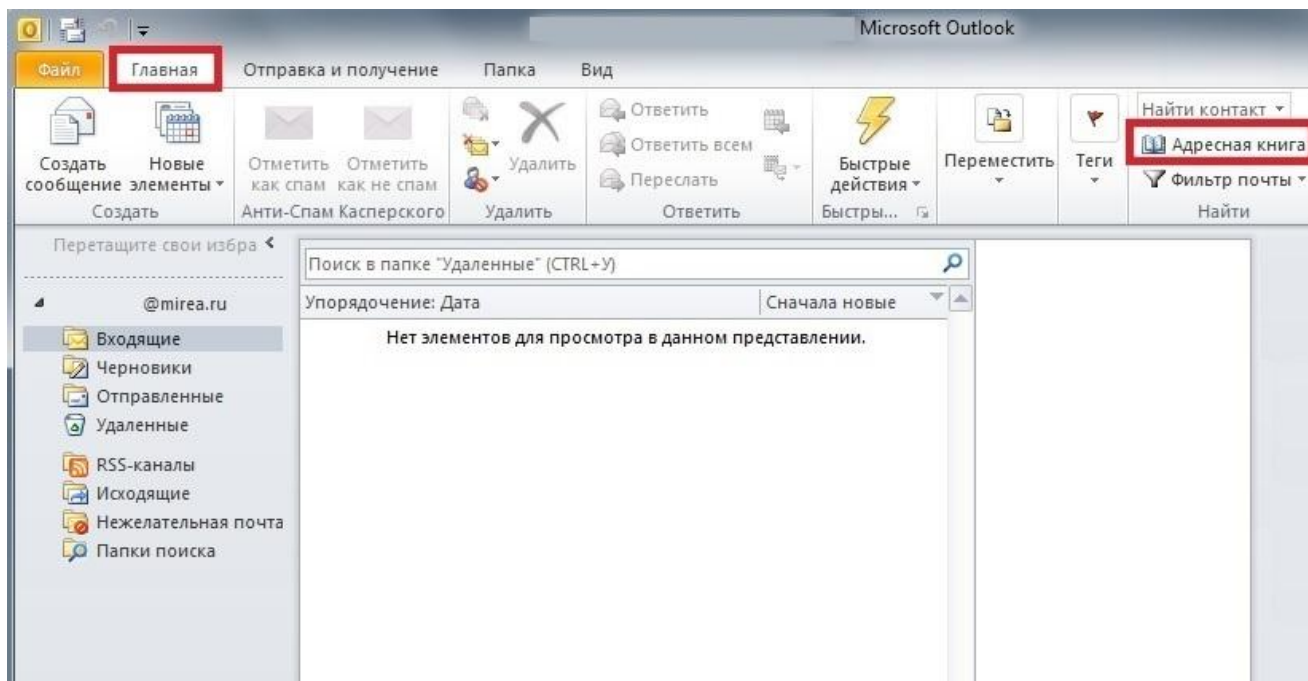 Microsoft Outlook
Файл Главная Отправка и получение Папка Вид
Создать сообщение
Новые элементы
Создать
Отметить как спам
Отметить как не спам
Анти-Спам Касперского
Удалить
Удалить
Ответить
Ответить всем
Переслать
Ответить
Быстрые действия
Быстры...
Переместить
Теги
Найти контакт
Адресная книга
Фильтр почты
Найти
Перетащите свои избра
@mirea.ru
Входящие
Черновики
Отправленные
Удаленные
RSS-каналы
Исходящие
Нежелательная почта
Папки поиска
Поиск в папке "Удаленные" (CTRL+У)
Упорядочение: Дата Сначала новые
Нет элементов для просмотра в данном представлении.